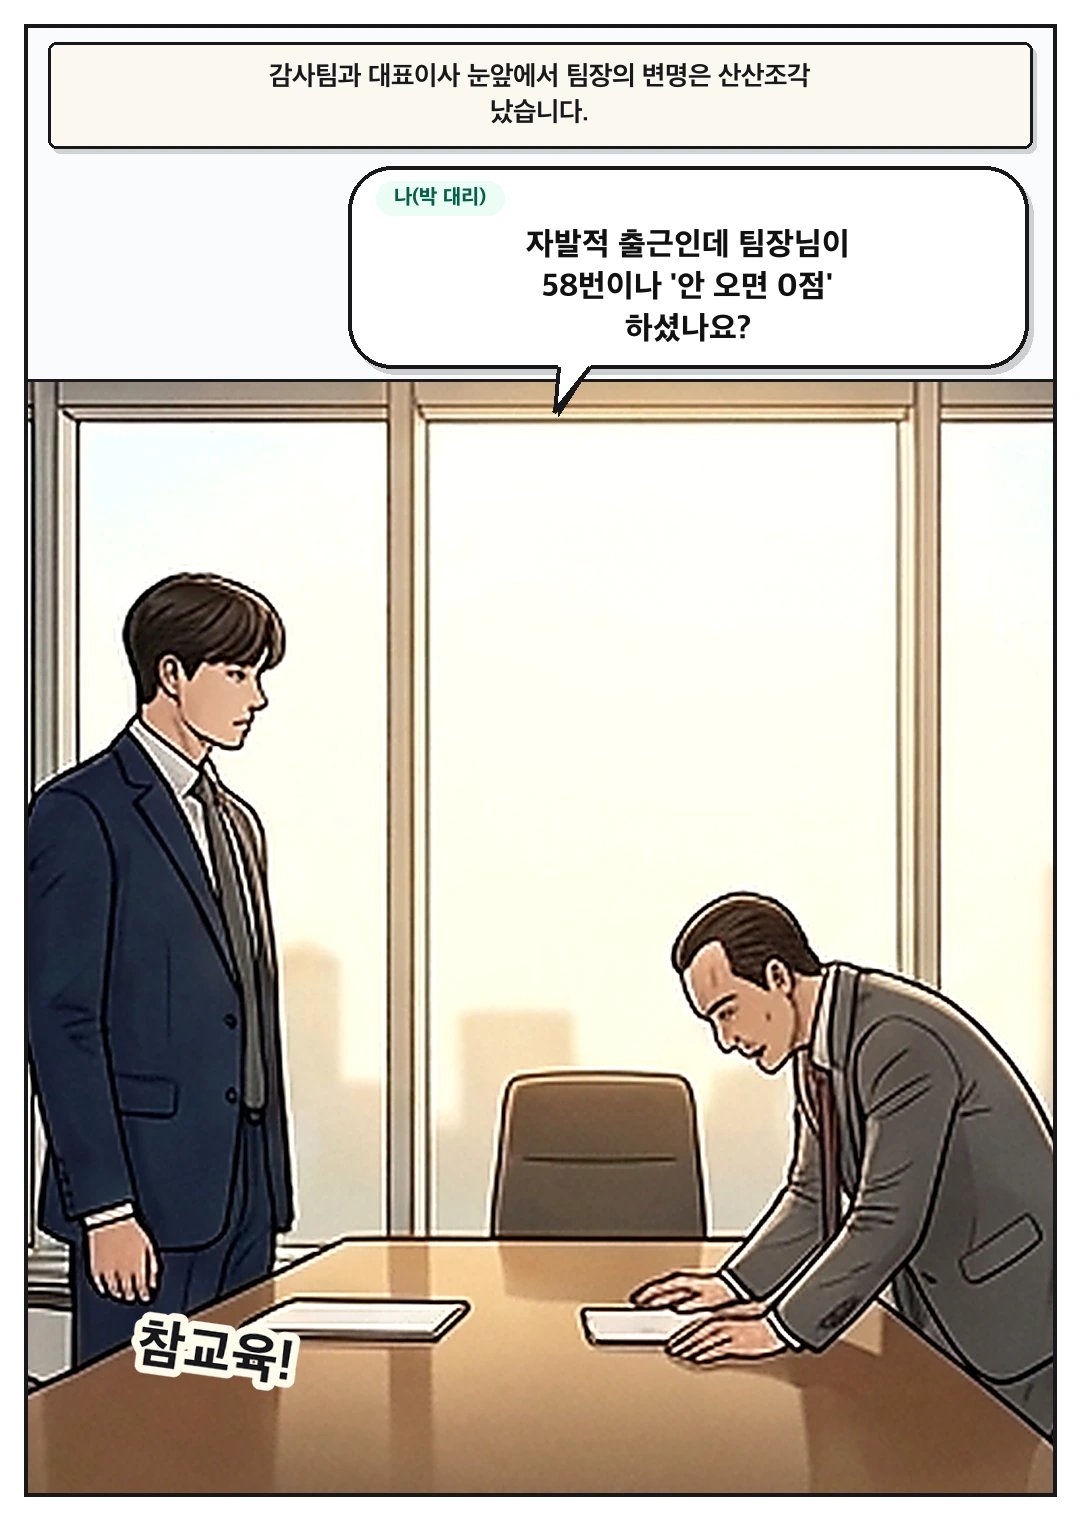 감사팀과 대표이사 눈앞에서 팀장의 변명은 산산조각
났습니다.
나(박 대리)
자발적 출근인데 팀장님이
58번이나 '안 오면 0점'
하셨나요?
참교육!